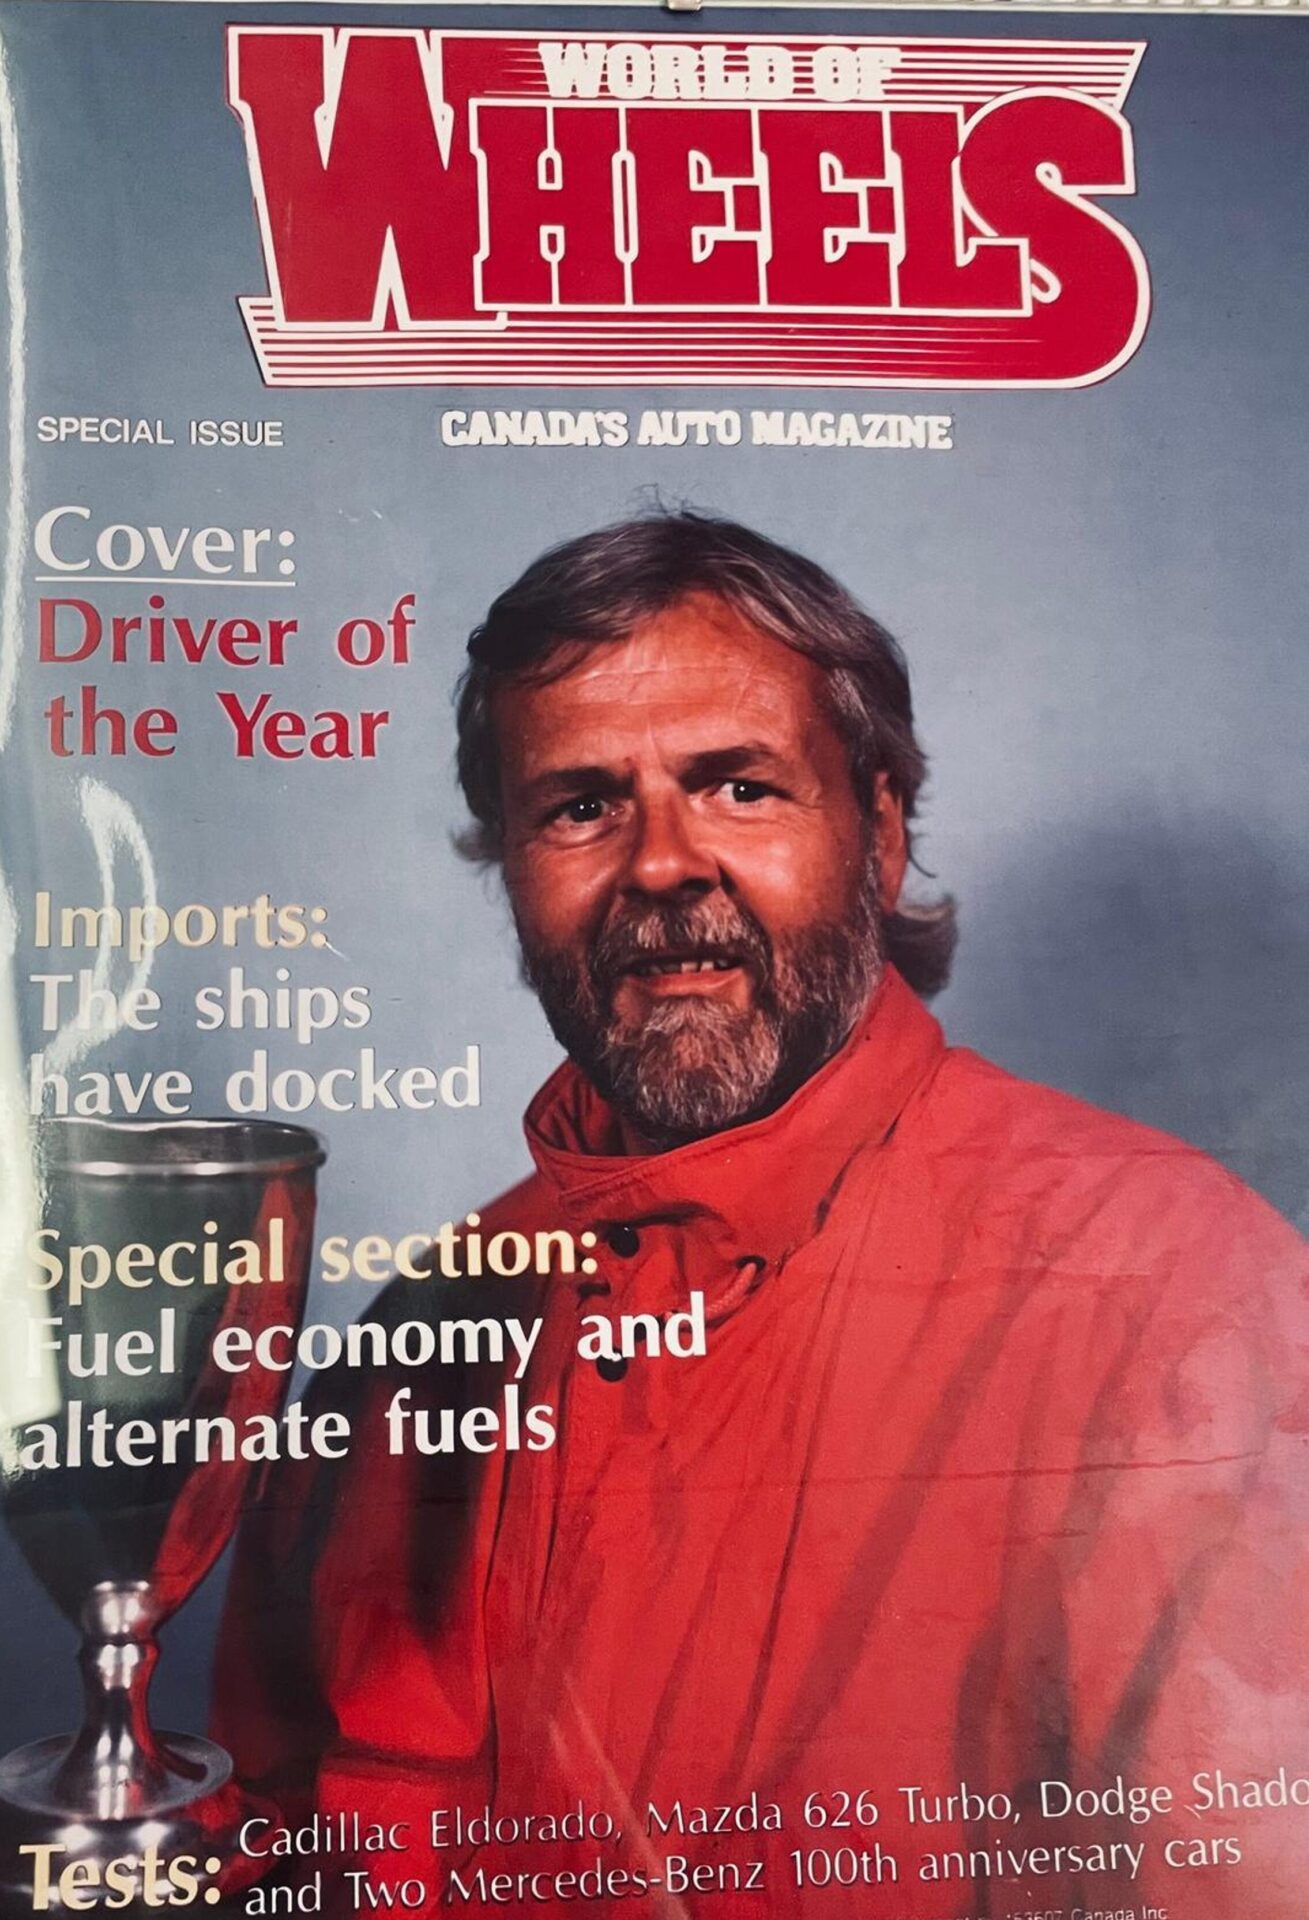 WORLD OF
WHEELS
SPECIAL ISSUE
CANADA'S AUTO MAGAZINE
Cover:
Driver of
the Year
Imports:
The ships
have docked
Special section:
Fuel economy and
alternate fuels
Tests: Cadillac Eldorado, Mazda 626 Turbo, Dodge Shado
and Two Mercedes-Benz 100th anniversary cars
Canada Inc